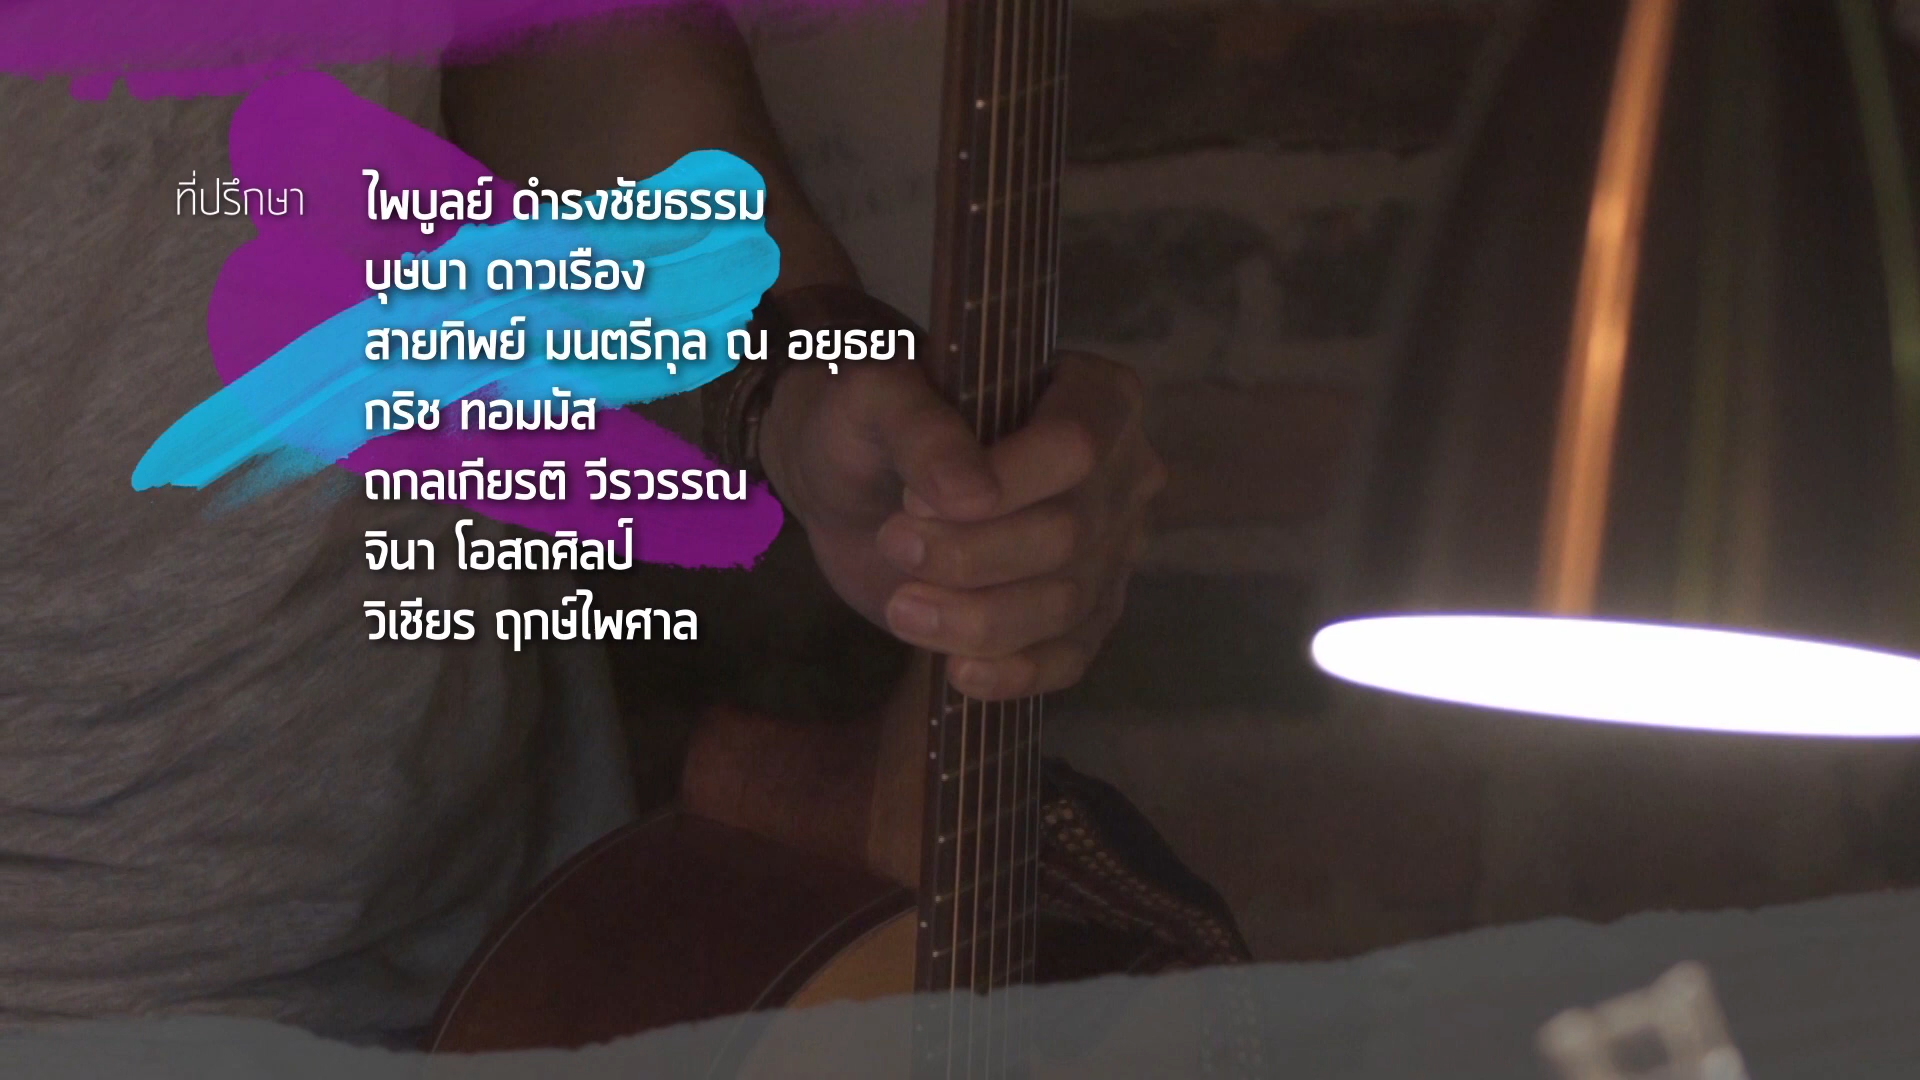 ที่ปรึกษา ไพบูลย์ ดำรงชัยธรรม
บุษบา ดาวเรือง
สายทิพย์ มนตรีกุล ณ อยุธยา
กริช ทอมมัส
ถกลเกียรติ วีรวรรณ
จินา โอสถศิลป์
วิเชียร ฤกษ์ไพศาล